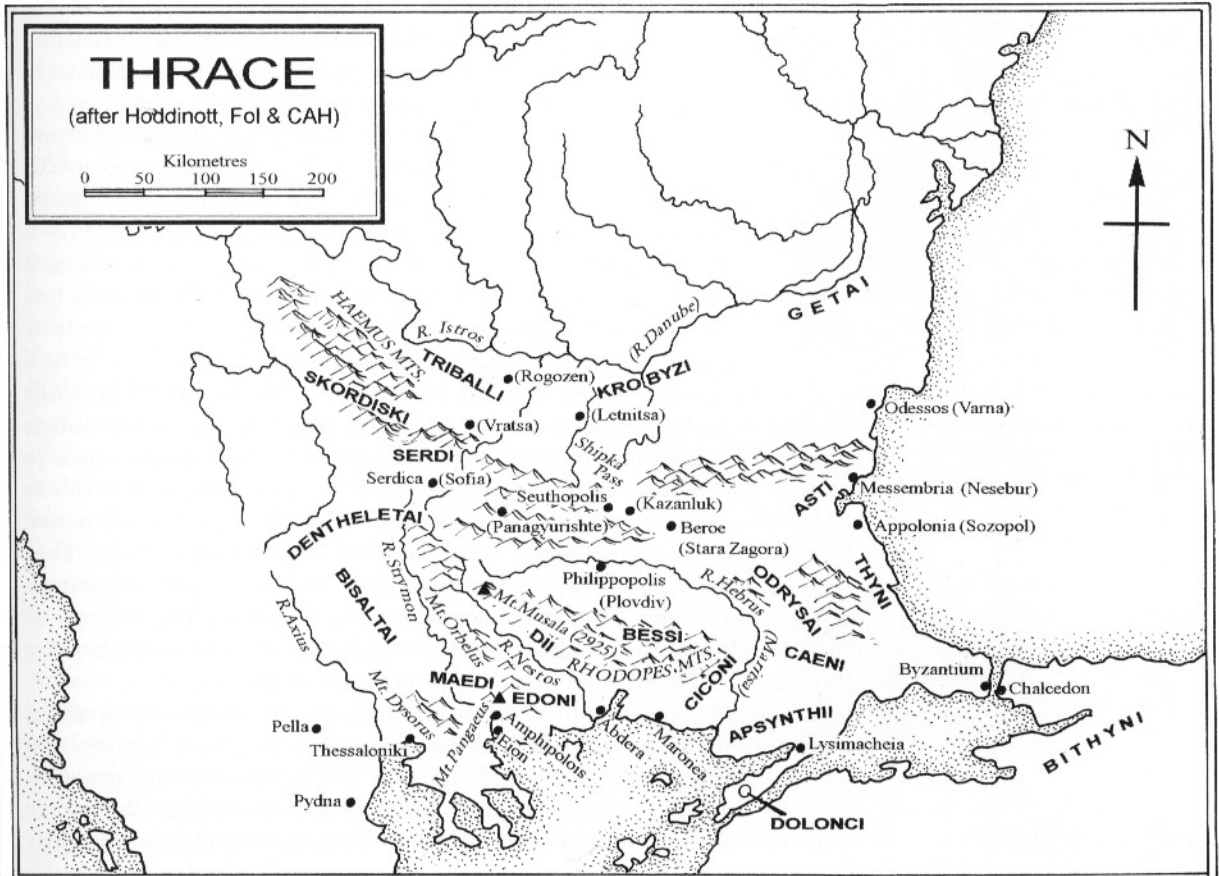 THRACE
(after Hoddinott, Fol & CAH)
Kilometres
0 50 100 150 200
N
GETAI
HAEMUS MTS.
R. Istros
(R.Danube)
TRIBALLI
(Rogozen)
KROBYZI
SKORDISKI
(Letnitsa)
Odessos (Varna)
(Vratsa)
Shipka
Pass
SERDI
Serdica (Sofia)
Seuthopolis
(Kazanluk)
ASTI
Messembria (Nesebur)
DENTHELETAI
(Panagyurishte)
Beroe
(Stara Zagora)
Appolonia (Sozopol)
THYNI
R. Strymon
Philippopolis
(Plovdiv)
R. Hebrus
ODRYSAI
BISALTAI
Mt.Musala (2925)
R. Axius
Mt. Orbelus
DII
BESSI
(Maritsa)
CAENI
R. Nestos
RHODOPES MTS.
CICONI
Byzantium
Chalcedon
MAEDI
EDONI
Mt. Dysorus
Pella
Thessaloniki
Mt. Pangaeus
Amphipolois
Eion
Abdera
Maronea
APSYNTHII
Lysimacheia
BITHYNI
Pydna
DOLONCI